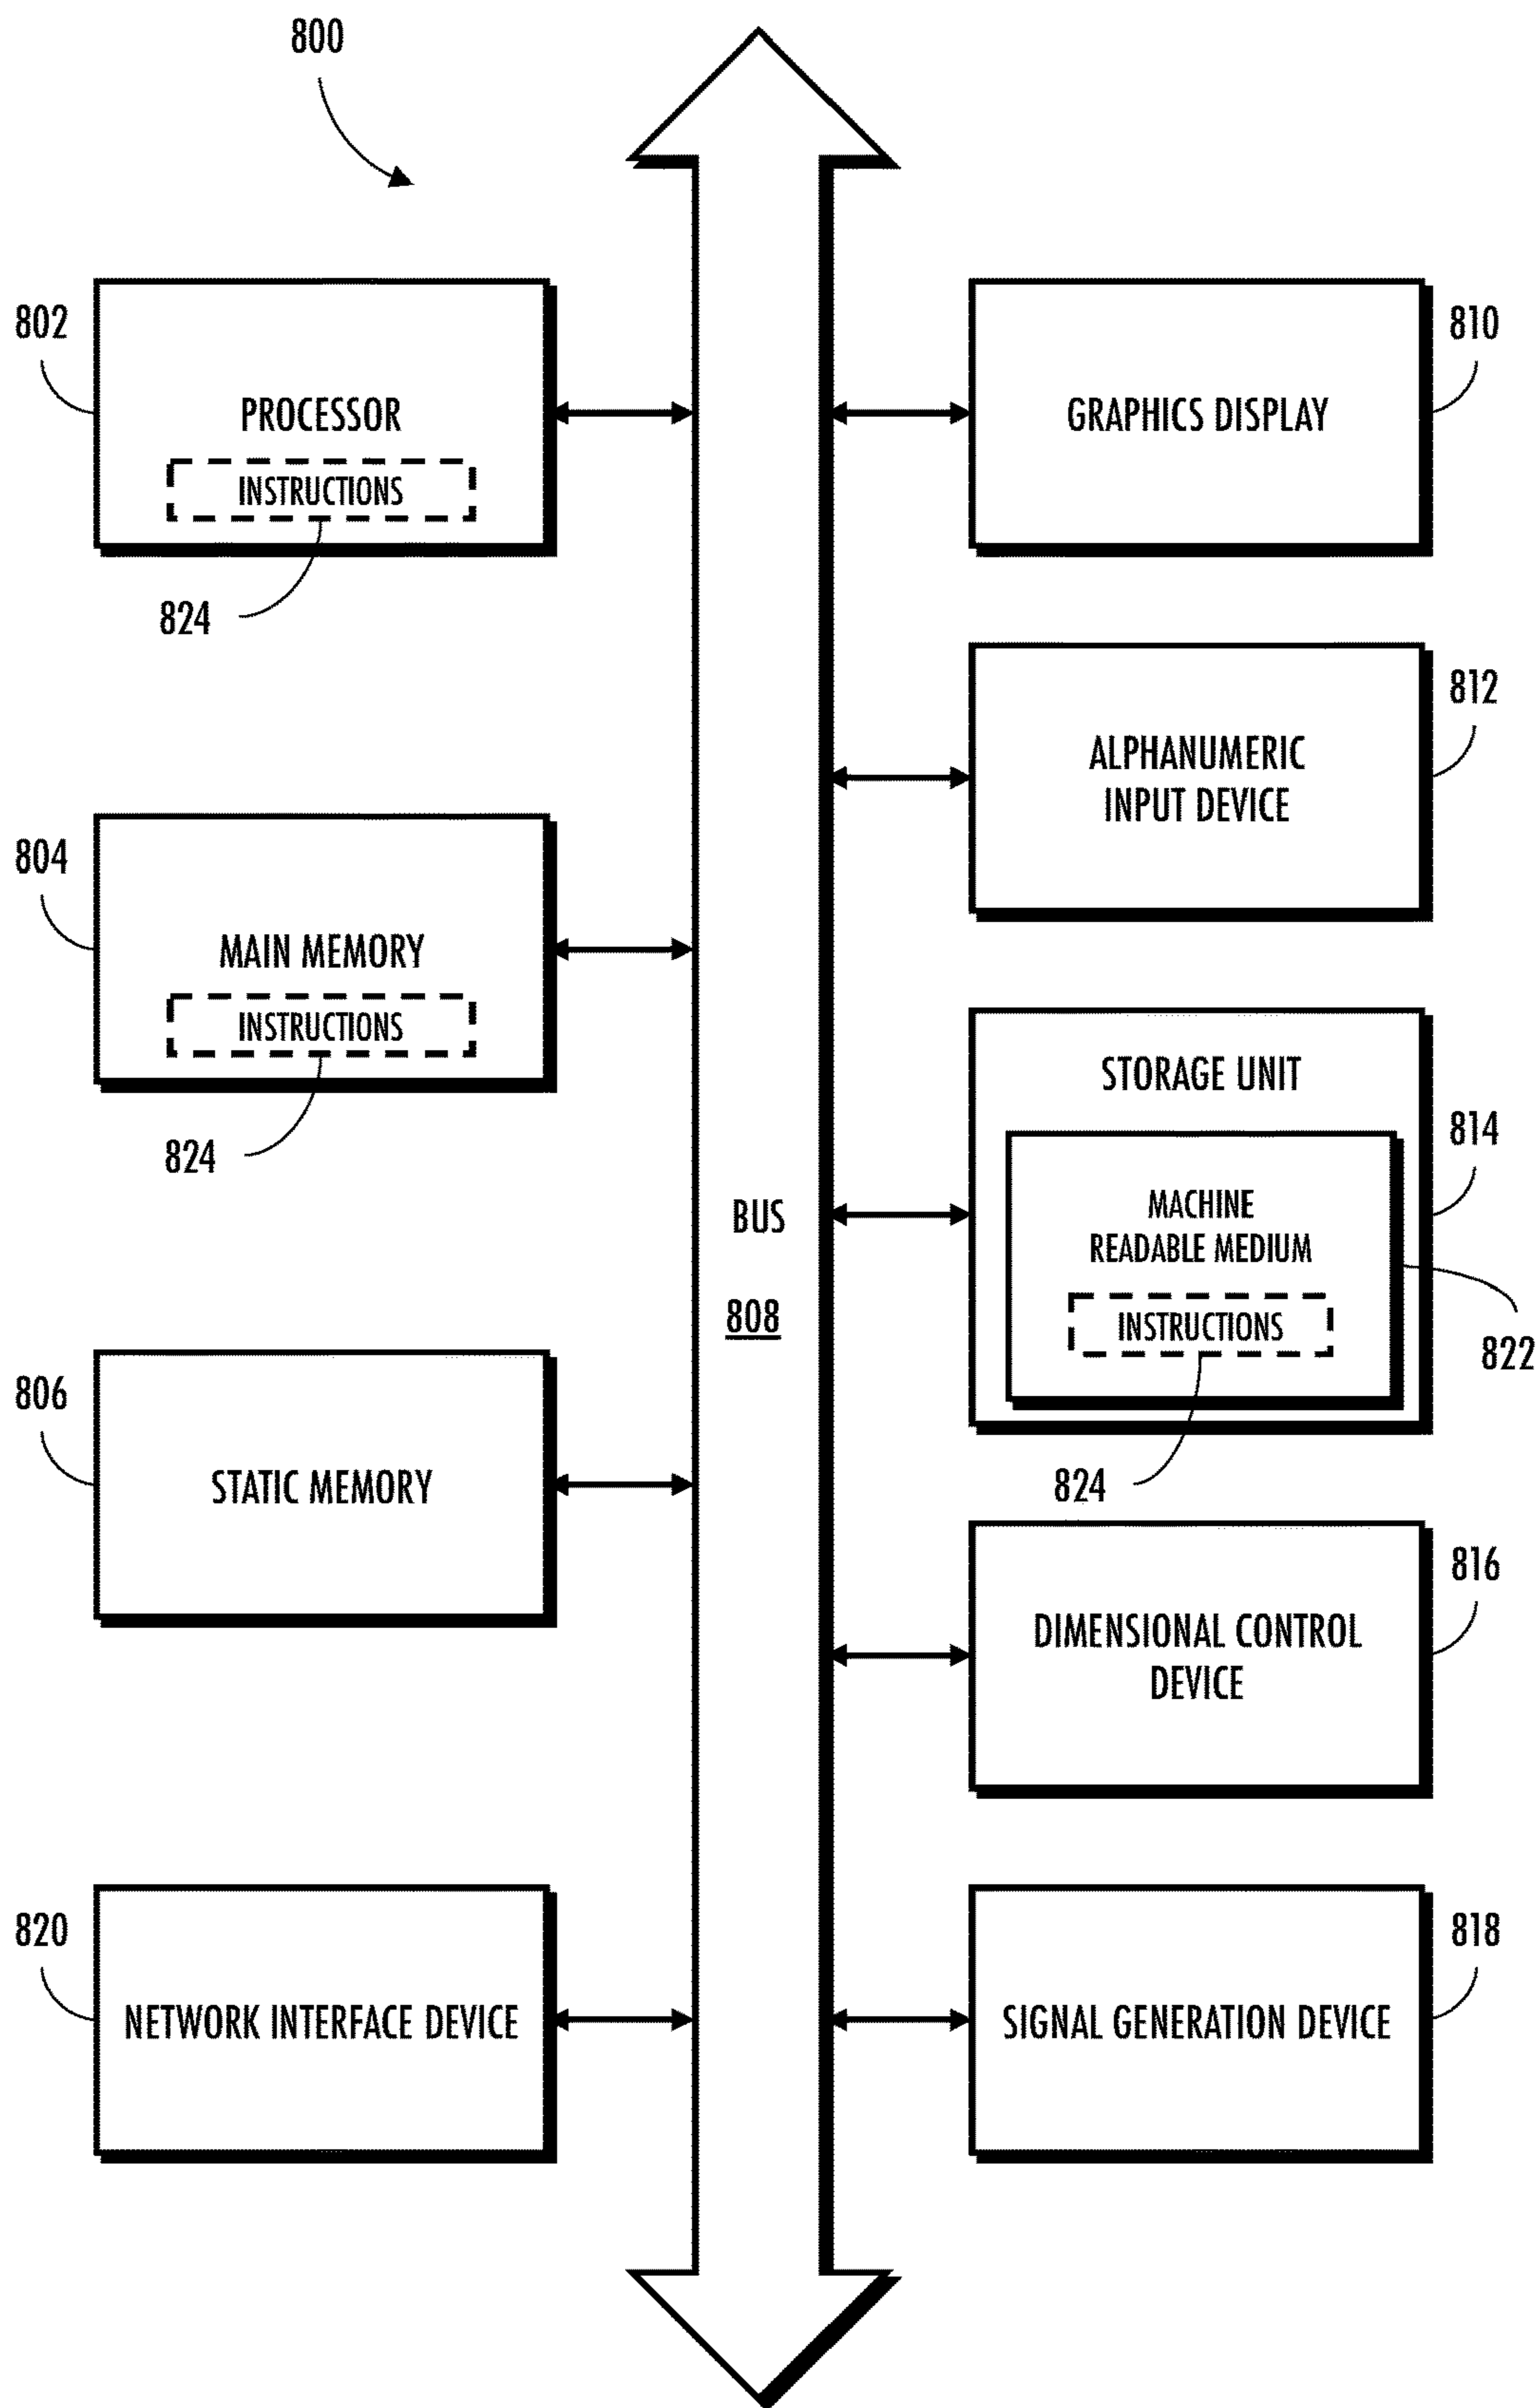 800
802
PROCESSOR
INSTRUCTIONS
824
804
MAIN MEMORY
INSTRUCTIONS
824
806
STATIC MEMORY
820
NETWORK INTERFACE DEVICE
BUS
808
810
GRAPHICS DISPLAY
812
ALPHANUMERIC
INPUT DEVICE
STORAGE UNIT
814
MACHINE
READABLE MEDIUM
INSTRUCTIONS
822
824
816
DIMENSIONAL CONTROL
DEVICE
818
SIGNAL GENERATION DEVICE